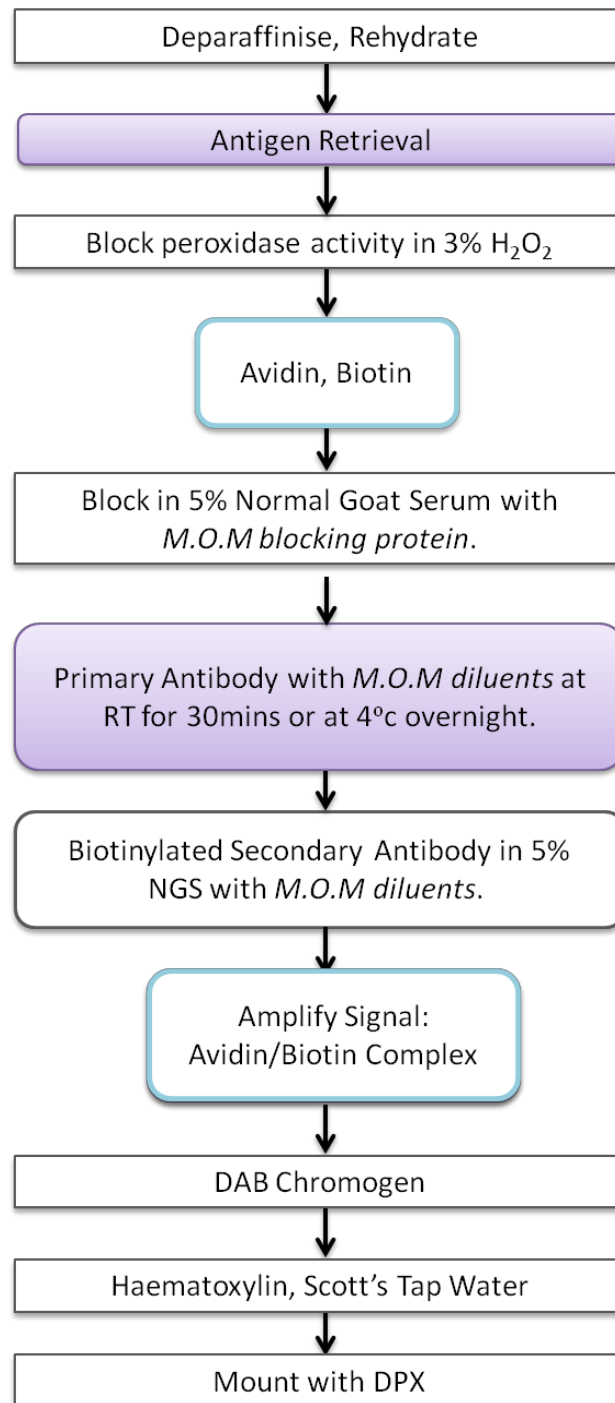 Deparaffinise, Rehydrate
Antigen Retrieval
Block peroxidase activity in 3% H₂O₂
Avidin, Biotin
Block in 5% Normal Goat Serum with
M.O.M blocking protein.
Primary Antibody with M.O.M diluents at
RT for 30mins or at 4ºc overnight.
Biotinylated Secondary Antibody in 5%
NGS with M.O.M diluents.
Amplify Signal:
Avidin/Biotin Complex
DAB Chromogen
Haematoxylin, Scott’s Tap Water
Mount with DPX